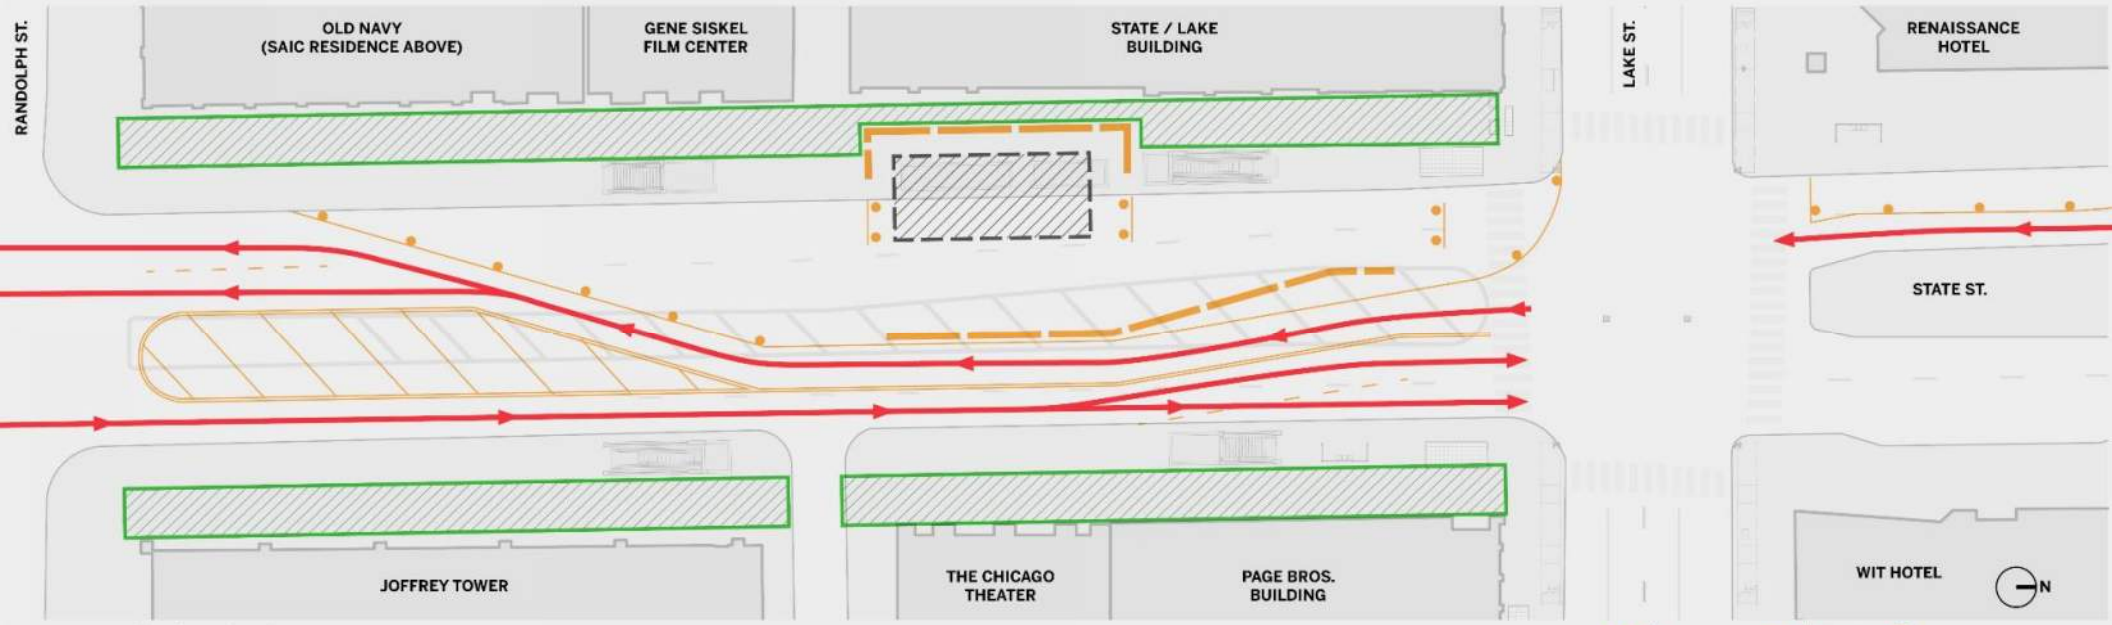 RANDOLPH ST.
OLD NAVY
(SAIC RESIDENCE ABOVE)
GENE SISKEL
FILM CENTER
STATE / LAKE
BUILDING
LAKE ST.
RENAISSANCE
HOTEL
STATE ST.
JOFFREY TOWER
THE CHICAGO
THEATER
PAGE BROS.
BUILDING
WIT HOTEL
N